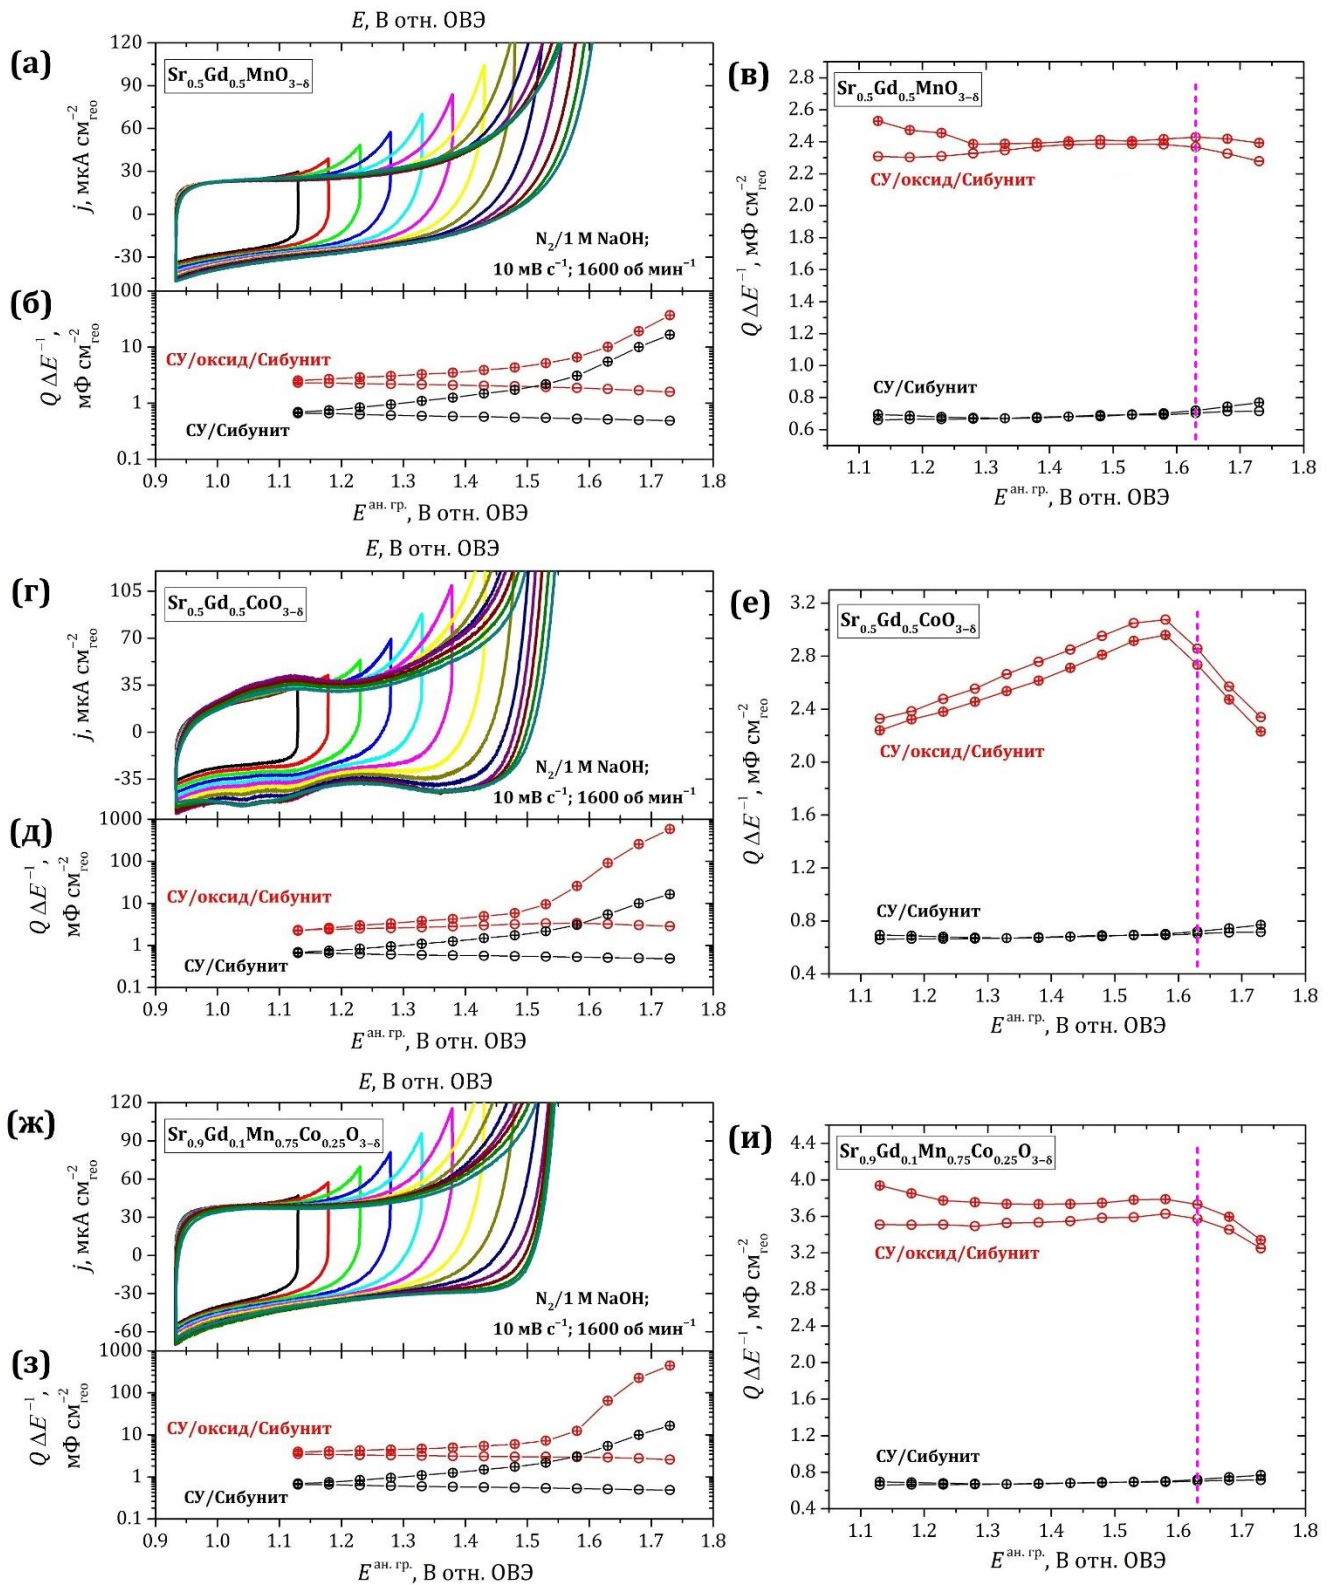 E, В отн. ОВЭ
(а)
Sr0.5Gd0.5MnO3−δ
j, мкА см−2гео
120
90
60
30
0
-30
N2/1 М NaOH;
10 мВ с−1; 1600 об мин−1
(б)
Q ΔE−1,
мФ см−2гео
100
10
1
0.1
СУ/оксид/Сибунит
СУ/Сибунит
0.9 1.0 1.1 1.2 1.3 1.4 1.5 1.6 1.7 1.8
Eан. гр., В отн. ОВЭ
(в)
Sr0.5Gd0.5MnO3−δ
Q ΔE−1, мФ см−2гео
2.8
2.6
2.4
2.2
2.0
1.8
1.6
1.4
1.2
1.0
0.8
0.6
СУ/оксид/Сибунит
СУ/Сибунит
1.1 1.2 1.3 1.4 1.5 1.6 1.7 1.8
Eан. гр., В отн. ОВЭ
E, В отн. ОВЭ
(г)
Sr0.5Gd0.5CoO3−δ
j, мкА см−2гео
105
70
35
0
-35
N2/1 М NaOH;
10 мВ с−1; 1600 об мин−1
(д)
Q ΔE−1,
мФ см−2гео
1000
100
10
1
0.1
СУ/оксид/Сибунит
СУ/Сибунит
0.9 1.0 1.1 1.2 1.3 1.4 1.5 1.6 1.7 1.8
Eан. гр., В отн. ОВЭ
(е)
Sr0.5Gd0.5CoO3−δ
Q ΔE−1, мФ см−2гео
3.2
2.8
2.4
2.0
1.6
1.2
0.8
0.4
СУ/оксид/Сибунит
СУ/Сибунит
1.1 1.2 1.3 1.4 1.5 1.6 1.7 1.8
Eан. гр., В отн. ОВЭ
E, В отн. ОВЭ
(ж)
Sr0.9Gd0.1Mn0.75Co0.25O3−δ
j, мкА см−2гео
120
90
60
30
0
-30
-60
N2/1 М NaOH;
10 мВ с−1; 1600 об мин−1
(з)
Q ΔE−1,
мФ см−2гео
1000
100
10
1
0.1
СУ/оксид/Сибунит
СУ/Сибунит
0.9 1.0 1.1 1.2 1.3 1.4 1.5 1.6 1.7 1.8
Eан. гр., В отн. ОВЭ
(и)
Sr0.9Gd0.1Mn0.75Co0.25O3−δ
Q ΔE−1, мФ см−2гео
4.4
4.0
3.6
3.2
2.8
2.4
2.0
1.6
1.2
0.8
0.4
СУ/оксид/Сибунит
СУ/Сибунит
1.1 1.2 1.3 1.4 1.5 1.6 1.7 1.8
Eан. гр., В отн. ОВЭ